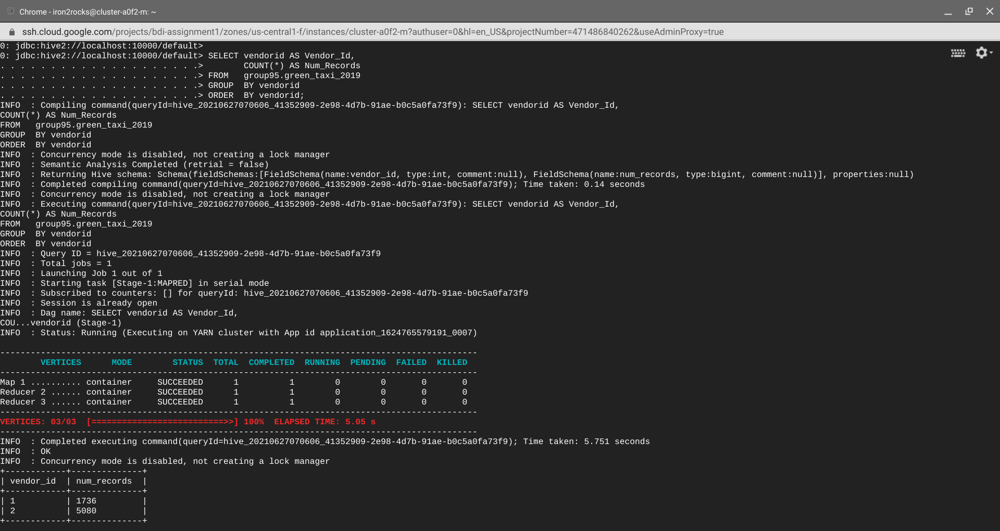 Chrome - iron2rocks@cluster-a0f2-m: ~
ssh.cloud.google.com/projects/bdi-assignment1/zones/us-central1-f/instances/cluster-a0f2-m?authuser=0&hl=en_US&projectNumber=471486840262&useAdminProxy=true
0: jdbc:hive2://localhost:10000/default>
0: jdbc:hive2://localhost:10000/default> SELECT vendorid AS Vendor_Id,
. . . . . . . . . . . . . . . . . . . .>        COUNT(*) AS Num_Records
. . . . . . . . . . . . . . . . . . . .> FROM   group95.green_taxi_2019
. . . . . . . . . . . . . . . . . . . .> GROUP  BY vendorid
. . . . . . . . . . . . . . . . . . . .> ORDER  BY vendorid;
INFO  : Compiling command(queryId=hive_20210627070606_41352909-2e98-4d7b-91ae-b0c5a0fa73f9): SELECT vendorid AS Vendor_Id,
COUNT(*) AS Num_Records
FROM   group95.green_taxi_2019
GROUP  BY vendorid
ORDER  BY vendorid
INFO  : Concurrency mode is disabled, not creating a lock manager
INFO  : Semantic Analysis Completed (retrial = false)
INFO  : Returning Hive schema: Schema(fieldSchemas:[FieldSchema(name:vendor_id, type:int, comment:null), FieldSchema(name:num_records, type:bigint, comment:null)], properties:null)
INFO  : Completed compiling command(queryId=hive_20210627070606_41352909-2e98-4d7b-91ae-b0c5a0fa73f9); Time taken: 0.14 seconds
INFO  : Concurrency mode is disabled, not creating a lock manager
INFO  : Executing command(queryId=hive_20210627070606_41352909-2e98-4d7b-91ae-b0c5a0fa73f9): SELECT vendorid AS Vendor_Id,
COUNT(*) AS Num_Records
FROM   group95.green_taxi_2019
GROUP  BY vendorid
ORDER  BY vendorid
INFO  : Query ID = hive_20210627070606_41352909-2e98-4d7b-91ae-b0c5a0fa73f9
INFO  : Total jobs = 1
INFO  : Launching Job 1 out of 1
INFO  : Starting task [Stage-1:MAPRED] in serial mode
INFO  : Subscribed to counters: [] for queryId: hive_20210627070606_41352909-2e98-4d7b-91ae-b0c5a0fa73f9
INFO  : Session is already open
INFO  : Dag name: SELECT vendorid AS Vendor_Id,
COU...vendorid (Stage-1)
INFO  : Status: Running (Executing on YARN cluster with App id application_1624765579191_0007)
----------------------------------------------------------------------------------------------
        VERTICES      MODE        STATUS  TOTAL  COMPLETED  RUNNING  PENDING  FAILED  KILLED
----------------------------------------------------------------------------------------------
Map 1 .......... container     SUCCEEDED      1          1        0        0       0       0
Reducer 2 ...... container     SUCCEEDED      1          1        0        0       0       0
Reducer 3 ...... container     SUCCEEDED      1          1        0        0       0       0
----------------------------------------------------------------------------------------------
VERTICES: 03/03  [==========================>>] 100%  ELAPSED TIME: 5.05 s
----------------------------------------------------------------------------------------------
INFO  : Completed executing command(queryId=hive_20210627070606_41352909-2e98-4d7b-91ae-b0c5a0fa73f9); Time taken: 5.751 seconds
INFO  : OK
INFO  : Concurrency mode is disabled, not creating a lock manager
+------------+--------------+
| vendor_id  | num_records  |
+------------+--------------+
| 1          | 1736         |
| 2          | 5080         |
+------------+--------------+